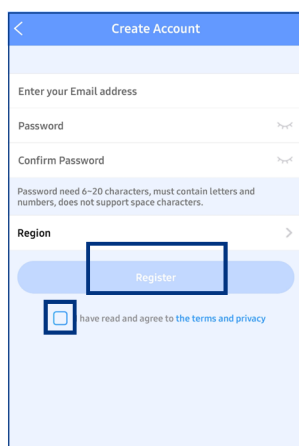 Create Account
Enter your Email address
Password
Confirm Password
Password need 6~20 characters, must contain letters and
numbers, does not support space characters.
Region
Register
have read and agree to the terms and privacy